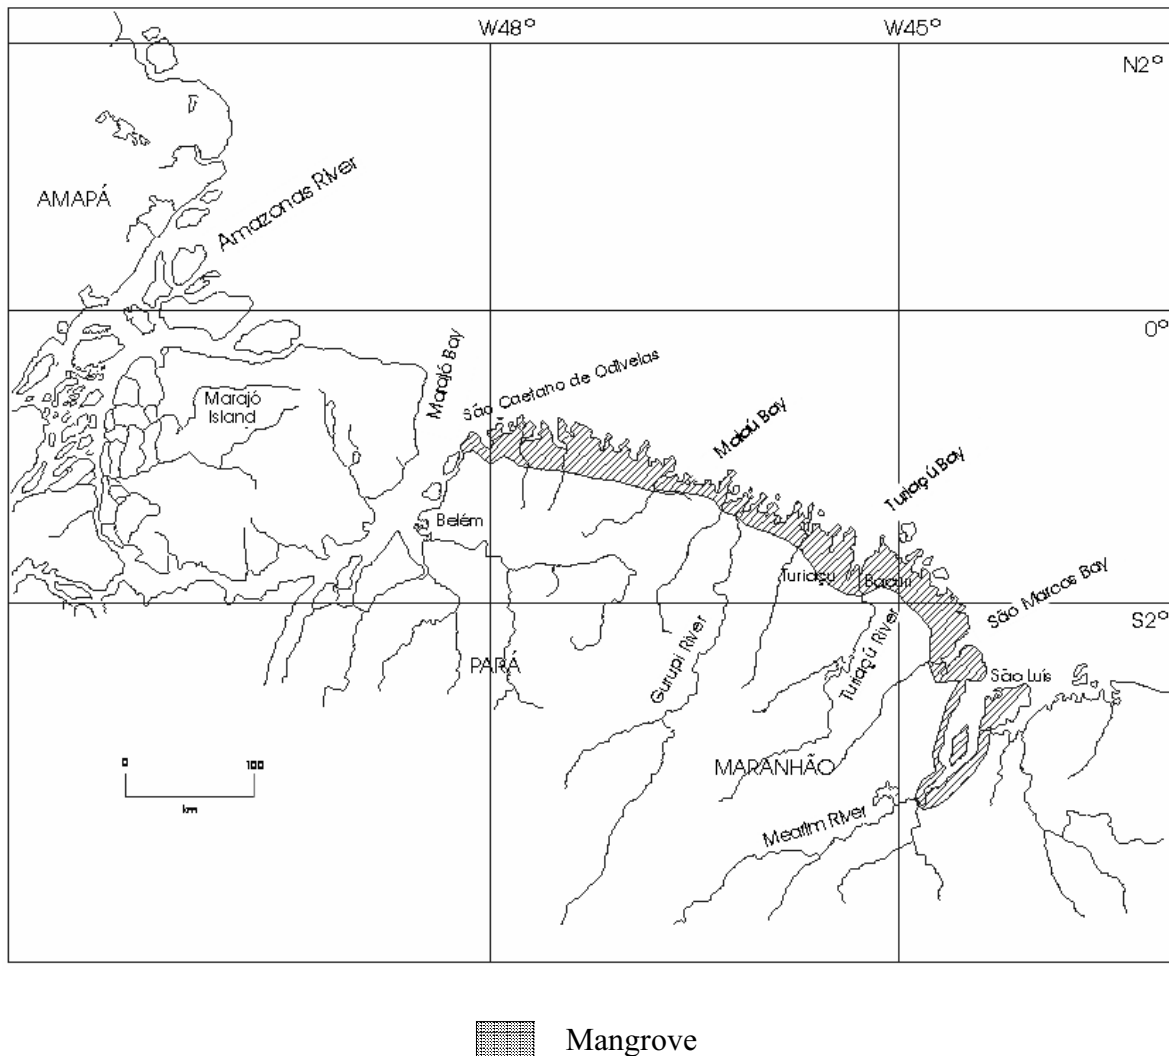 W48° W45°
N2°
AMAPÁ
Amazonas River
0°
Marajó Bay
São Caetano de Odivelas
Marajó
Island
Maiaú Bay
Turiaçú Bay
Belém
Turiaçu
Bacuri
São Marcos Bay
S2°
PARÁ
Gurupi River
Turiaçú River
São Luís
MARANHÃO
0 100
km
Mearim River
Mangrove